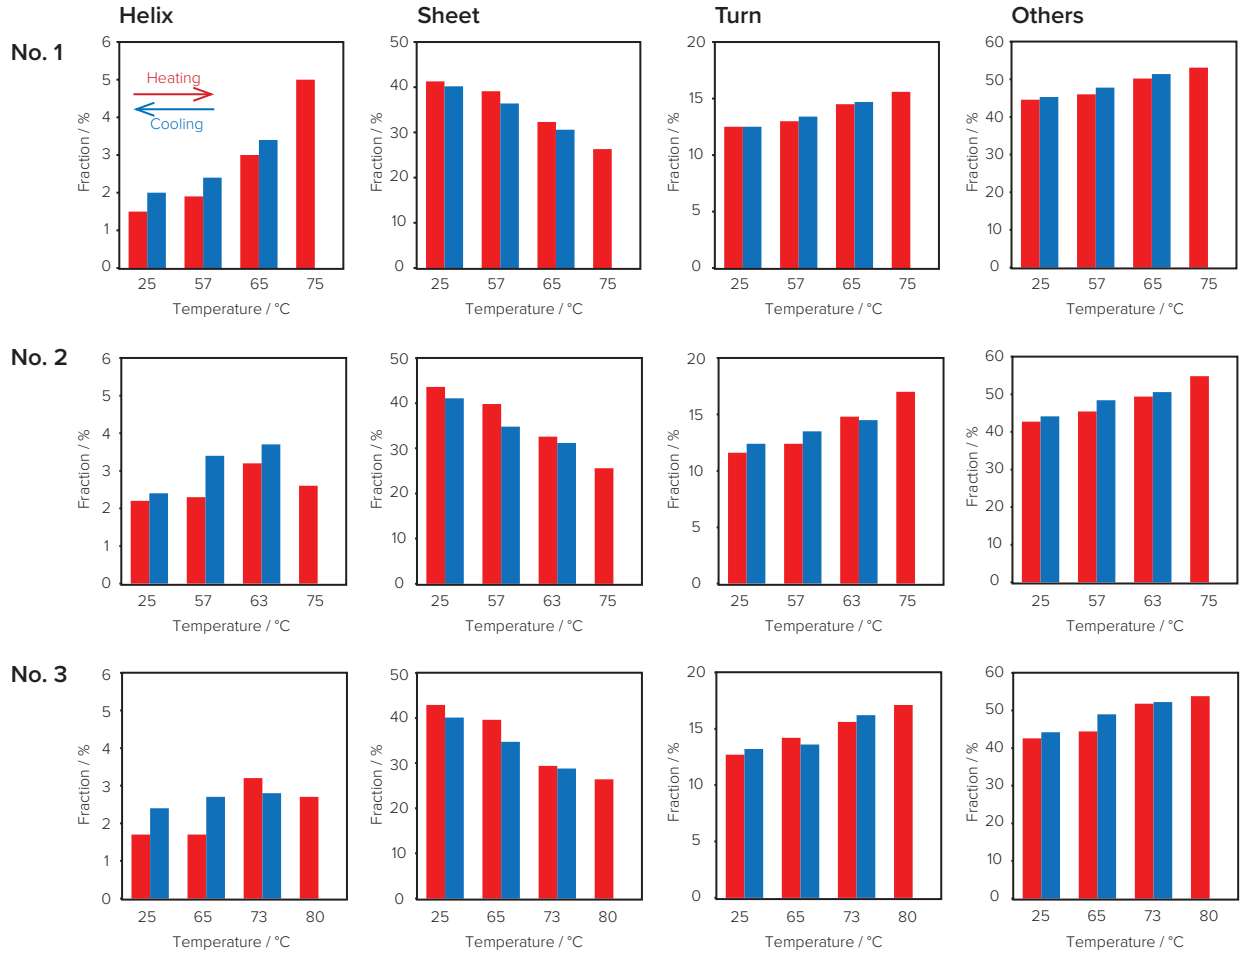 Helix Sheet Turn Others
No. 1
Heating
Cooling
Fraction / %
6
5
4
3
2
1
0
25 57 65 75
Temperature / °C
Fraction / %
50
40
30
20
10
0
25 57 65 75
Temperature / °C
Fraction / %
20
15
10
5
0
25 57 65 75
Temperature / °C
Fraction / %
60
50
40
30
20
10
0
25 57 65 75
Temperature / °C
No. 2
Fraction / %
6
5
4
3
2
1
0
25 57 63 75
Temperature / °C
Fraction / %
50
40
30
20
10
0
25 57 63 75
Temperature / °C
Fraction / %
20
15
10
5
0
25 57 63 75
Temperature / °C
Fraction / %
60
50
40
30
20
10
0
25 57 63 75
Temperature / °C
No. 3
Fraction / %
6
5
4
3
2
1
0
25 65 73 80
Temperature / °C
Fraction / %
50
40
30
20
10
0
25 65 73 80
Temperature / °C
Fraction / %
20
15
10
5
0
25 65 73 80
Temperature / °C
Fraction / %
60
50
40
30
20
10
0
25 65 73 80
Temperature / °C